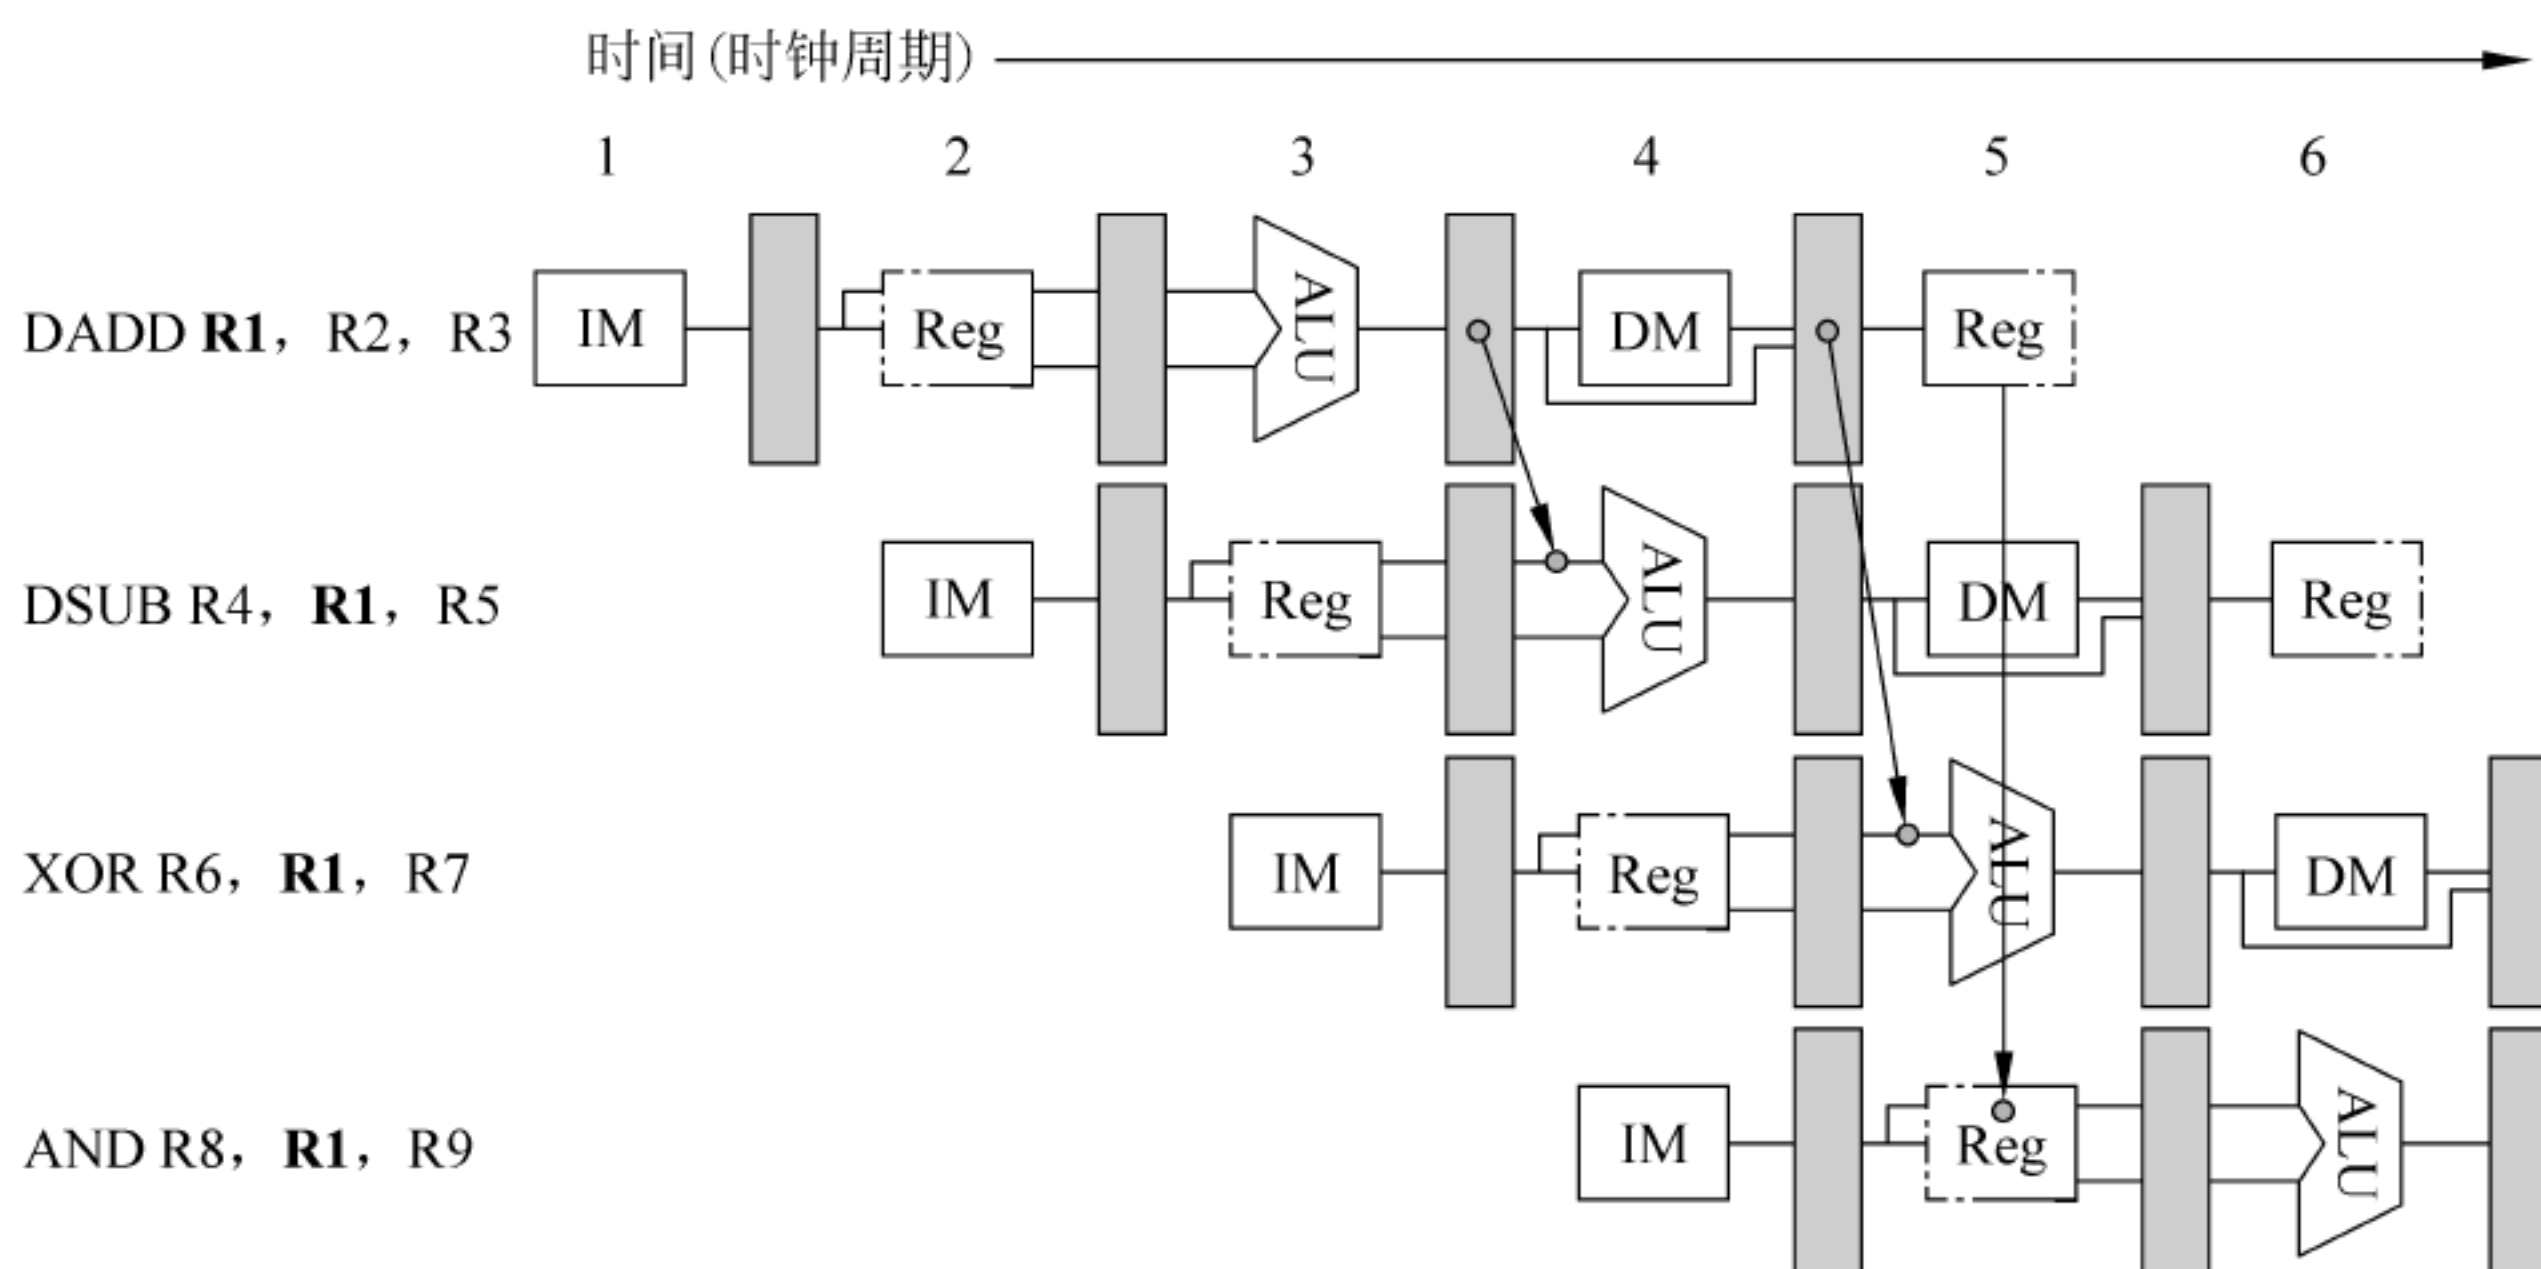 时间(时钟周期)
1 2 3 4 5 6
DADD R1, R2, R3 IM Reg ALU DM Reg
DSUB R4, R1, R5 IM Reg ALU DM Reg
XOR R6, R1, R7 IM Reg ALU DM
AND R8, R1, R9 IM Reg ALU